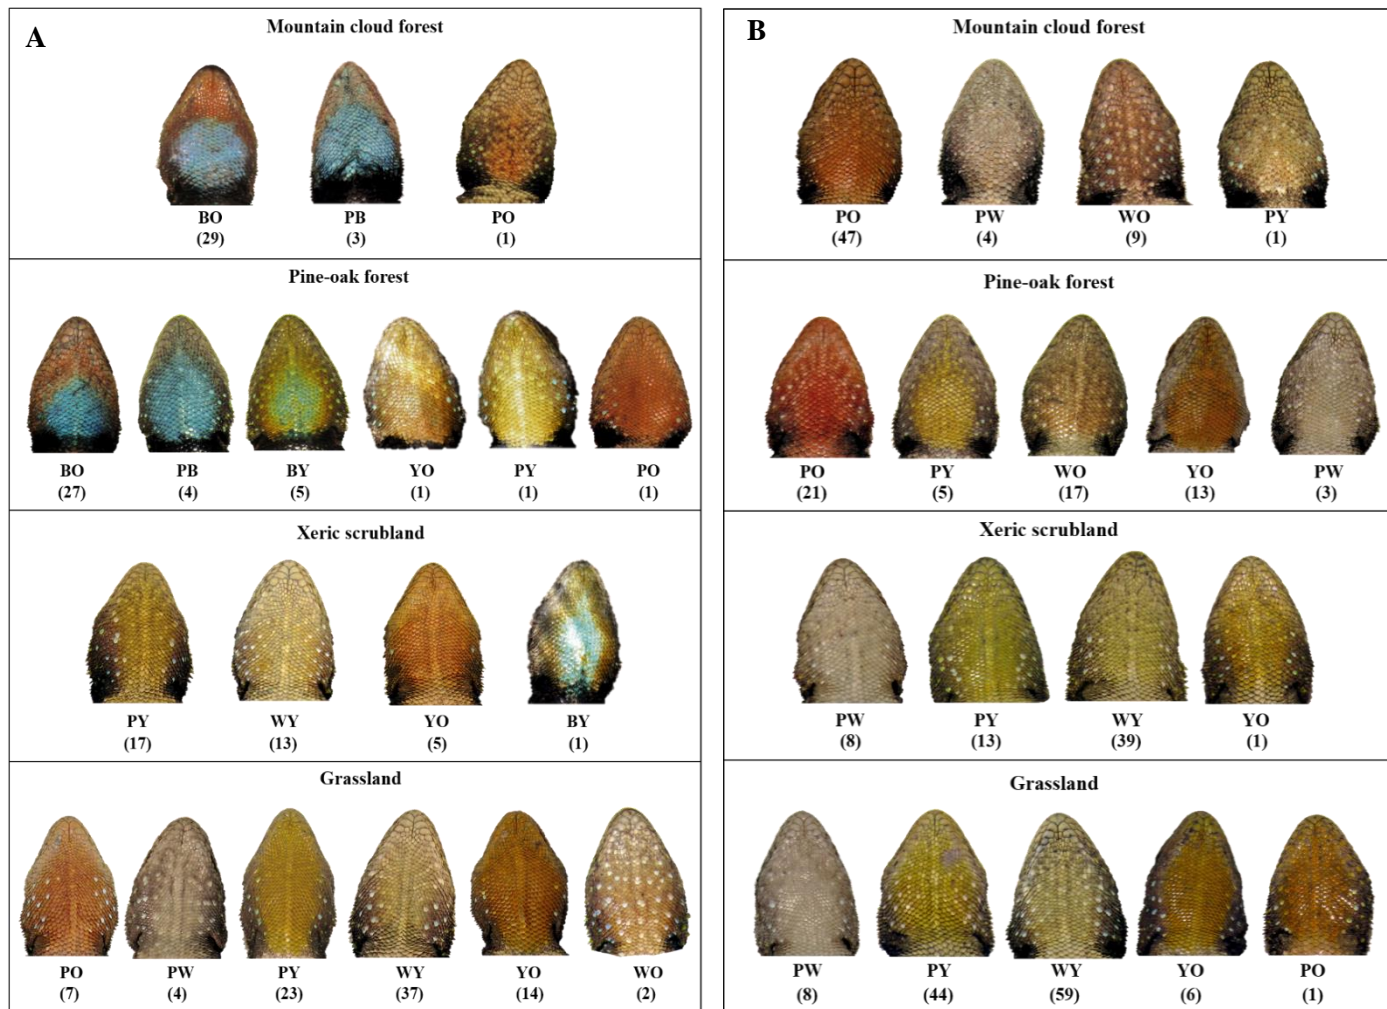 A
Mountain cloud forest
BO PB PO
(29) (3) (1)
Pine-oak forest
BO PB BY YO PY PO
(27) (4) (5) (1) (1) (1)
Xeric scrubland
PY WY YO BY
(17) (13) (5) (1)
Grassland
PO PW PY WY YO WO
(7) (4) (23) (37) (14) (2)
B
Mountain cloud forest
PO PW WO PY
(47) (4) (9) (1)
Pine-oak forest
PO PY WO YO PW
(21) (5) (17) (13) (3)
Xeric scrubland
PW PY WY YO
(8) (13) (39) (1)
Grassland
PW PY WY YO PO
(8) (44) (59) (6) (1)